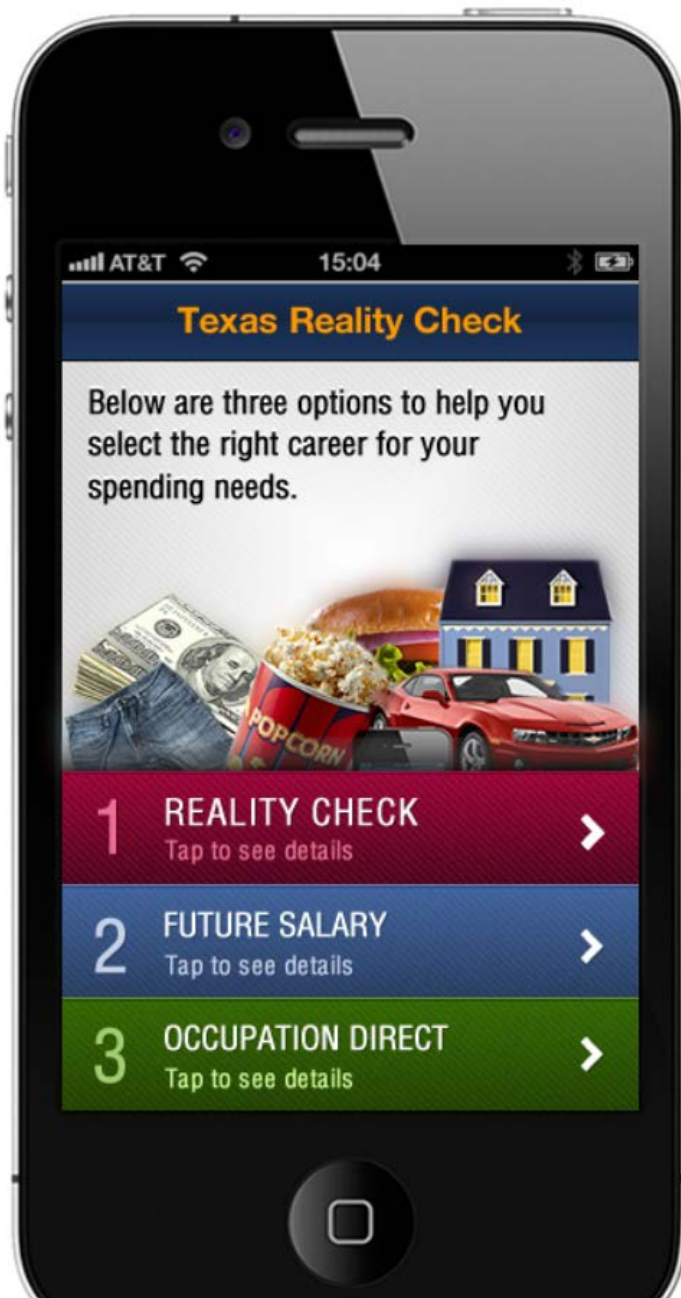 AT&T 15:04
Texas Reality Check
Below are three options to help you
select the right career for your
spending needs.
POPCORN
1 REALITY CHECK
Tap to see details
2 FUTURE SALARY
Tap to see details
3 OCCUPATION DIRECT
Tap to see details